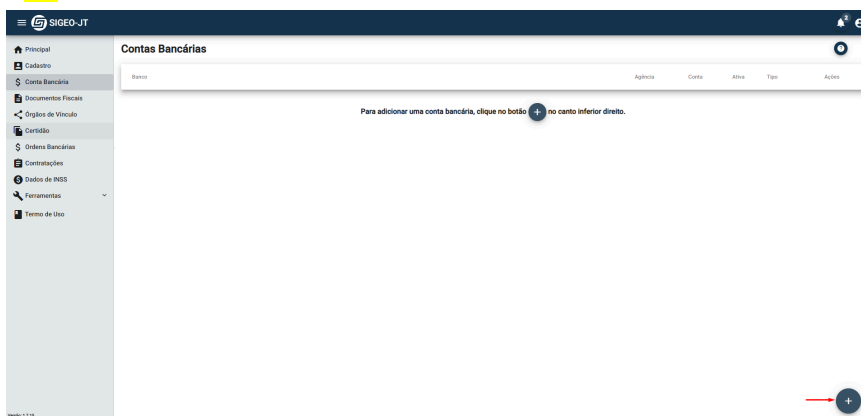 SIGEO-JT
2
Principal
Cadastro
Conta Bancária
Documentos Fiscais
Orgãos de Vínculo
Certidão
Ordens Bancárias
Contratações
Dados de INSS
Ferramentas
Termo de Uso
Contas Bancárias
Banco Agência Conta Ativa Tipo Ações
Para adicionar uma conta bancária, clique no botão + no canto inferior direito.
+